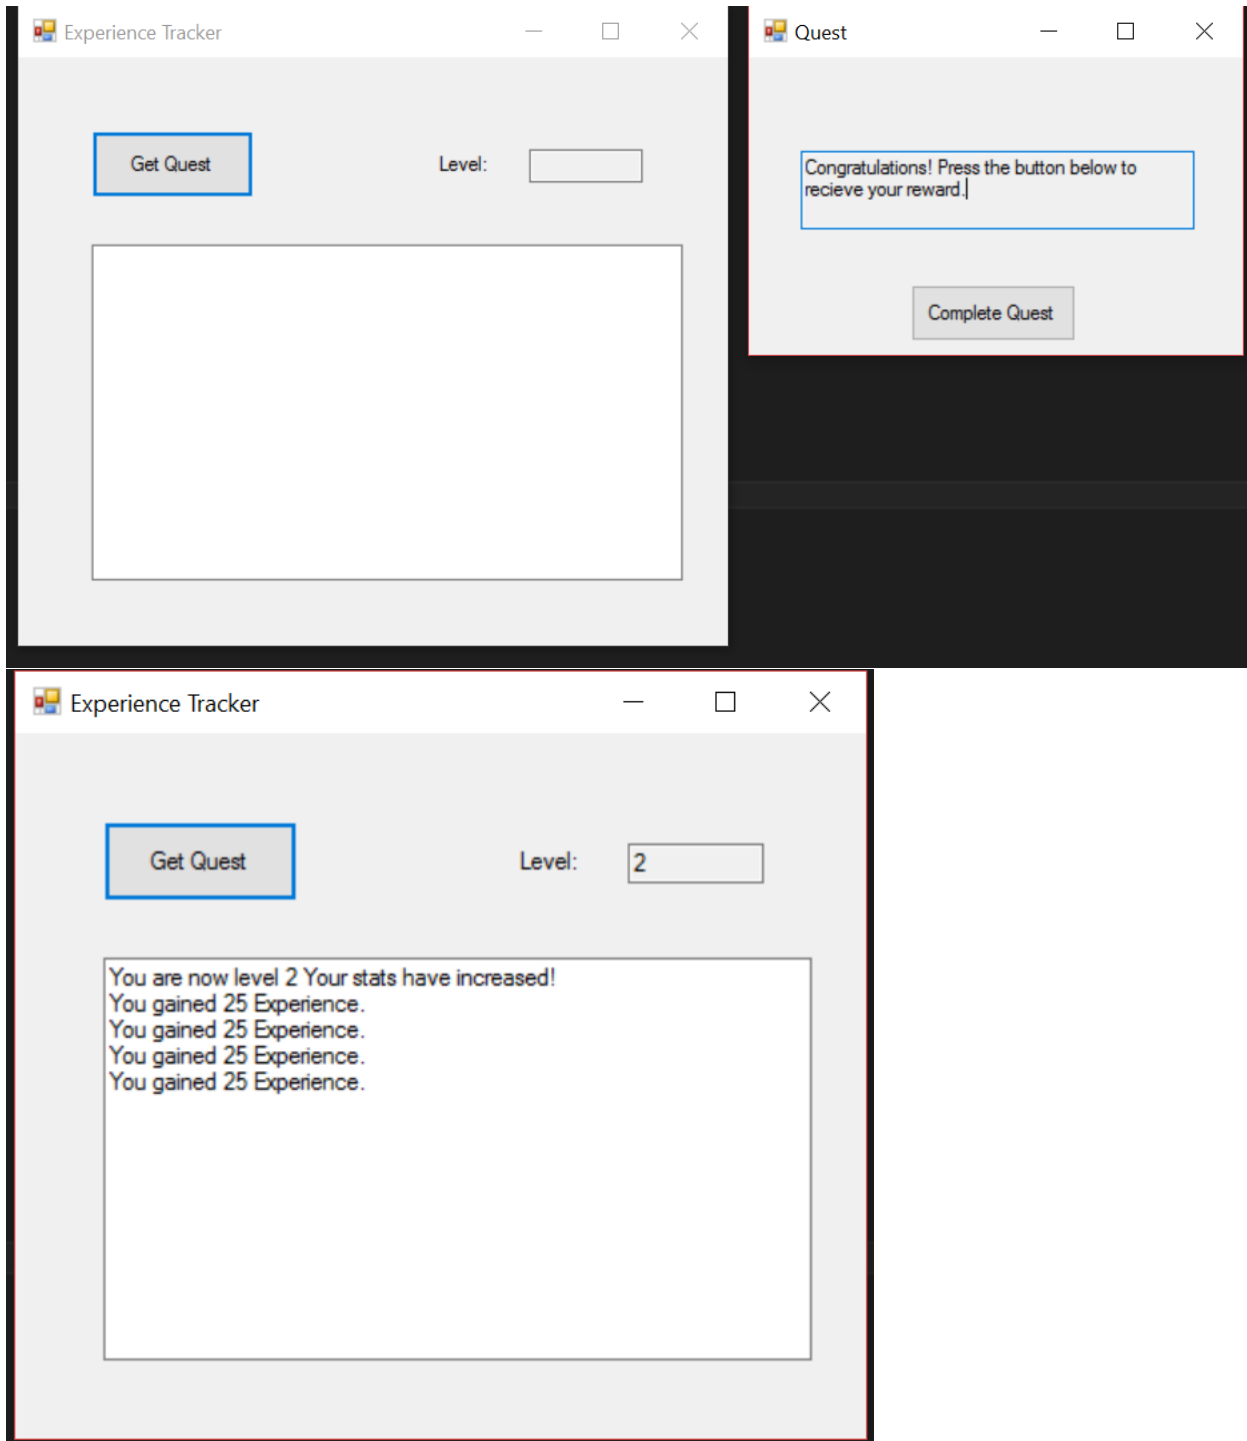 Experience Tracker
Quest
Get Quest
Level:
Congratulations! Press the button below to
recieve your reward.
Complete Quest
Experience Tracker
Get Quest
Level:
2
You are now level 2 Your stats have increased!
You gained 25 Experience.
You gained 25 Experience.
You gained 25 Experience.
You gained 25 Experience.